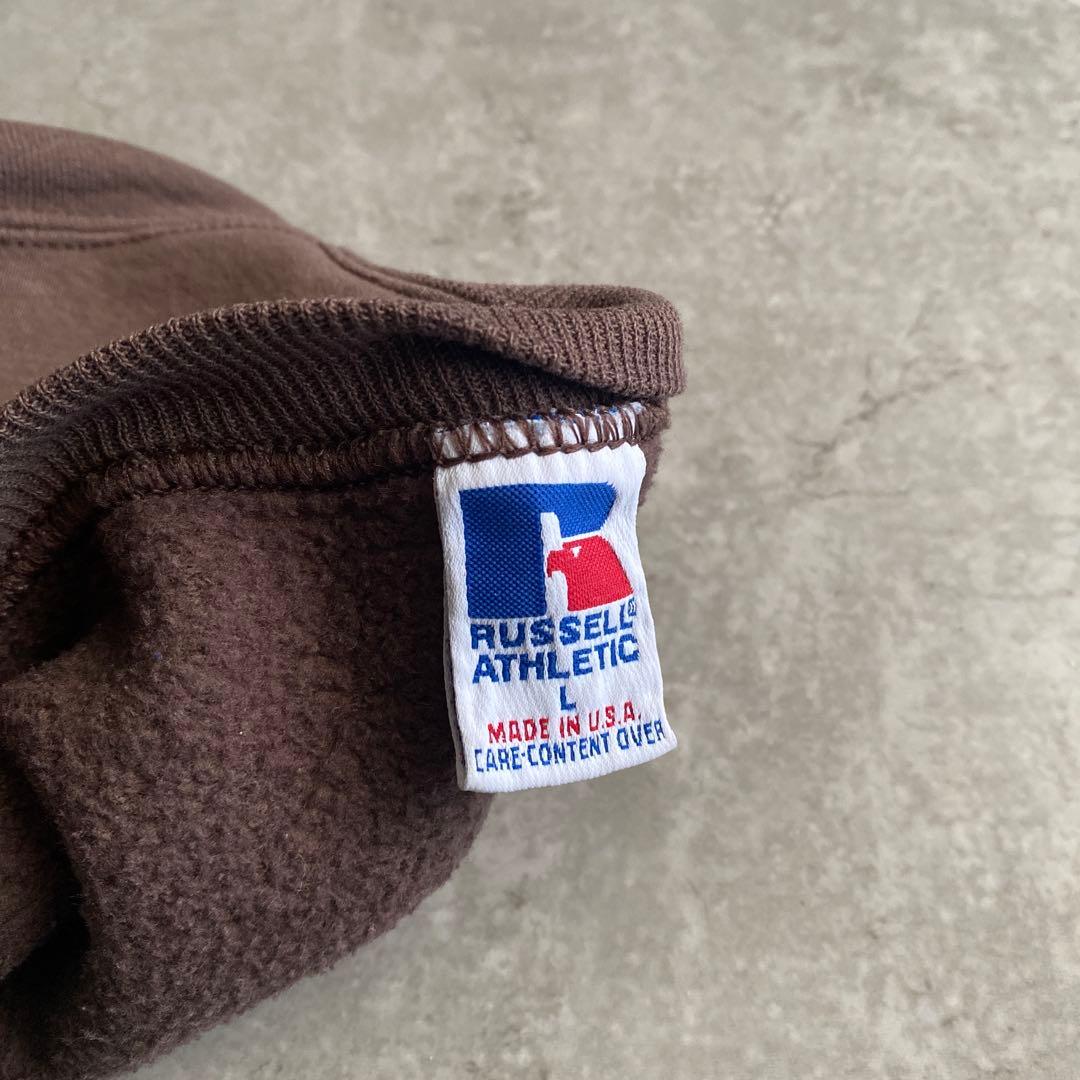 RUSSELL®
ATHLETIC
L
MADE IN U.S.A.
CARE-CONTENT OVER